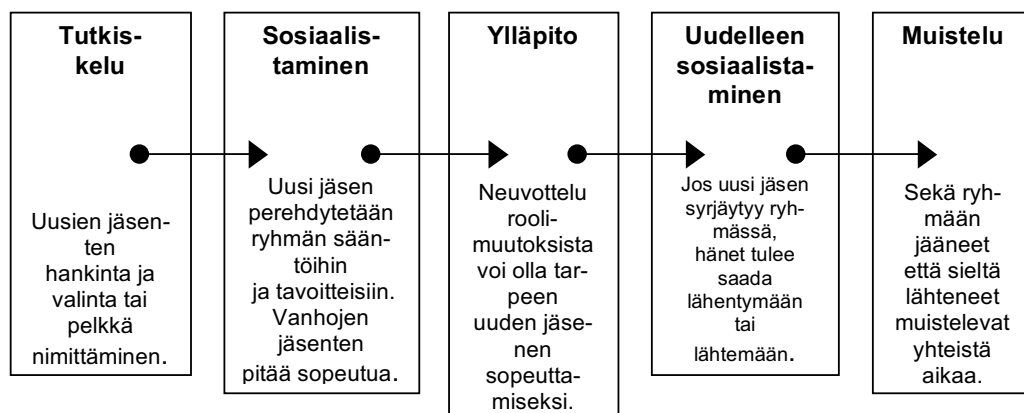 Tutkis-
kelu
Uusien jäsen-
ten
hankinta ja
valinta tai
pelkkä
nimittäminen.
Sosiaalis-
taminen
Uusi jäsen
perehdytetään
ryhmän sään-
töihin
ja tavoitteisiin.
Vanhojen
jäsenten
pitää sopeutua.
Ylläpito
Neuvottelu
rooli-
muutoksista
voi olla tar-
peen
uuden jäse-
nen
sopeutta-
miseksi.
Uudelleen
sosiaalista-
minen
Jos uusi jäsen
syrjäytyy ryh-
mässä,
hänet tulee
saada
lähentymään
tai
lähtemään.
Muistelu
Sekä ryh-
mään
jääneet
että sieltä
lähteneet
muistelevat
yhteistä
aikaa.